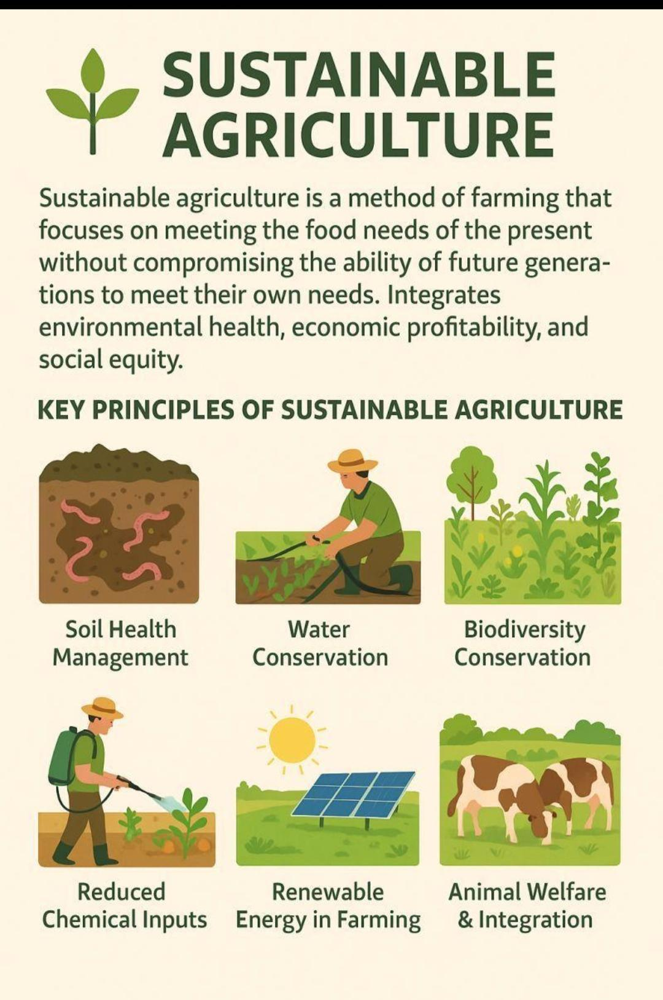 SUSTAINABLE
AGRICULTURE
Sustainable agriculture is a method of farming that
focuses on meeting the food needs of the present
without compromising the ability of future genera-
tions to meet their own needs. Integrates
environmental health, economic profitability, and
social equity.
KEY PRINCIPLES OF SUSTAINABLE AGRICULTURE
Soil Health
Management
Water
Conservation
Biodiversity
Conservation
Reduced
Chemical Inputs
Renewable
Energy in Farming
Animal Welfare
& Integration